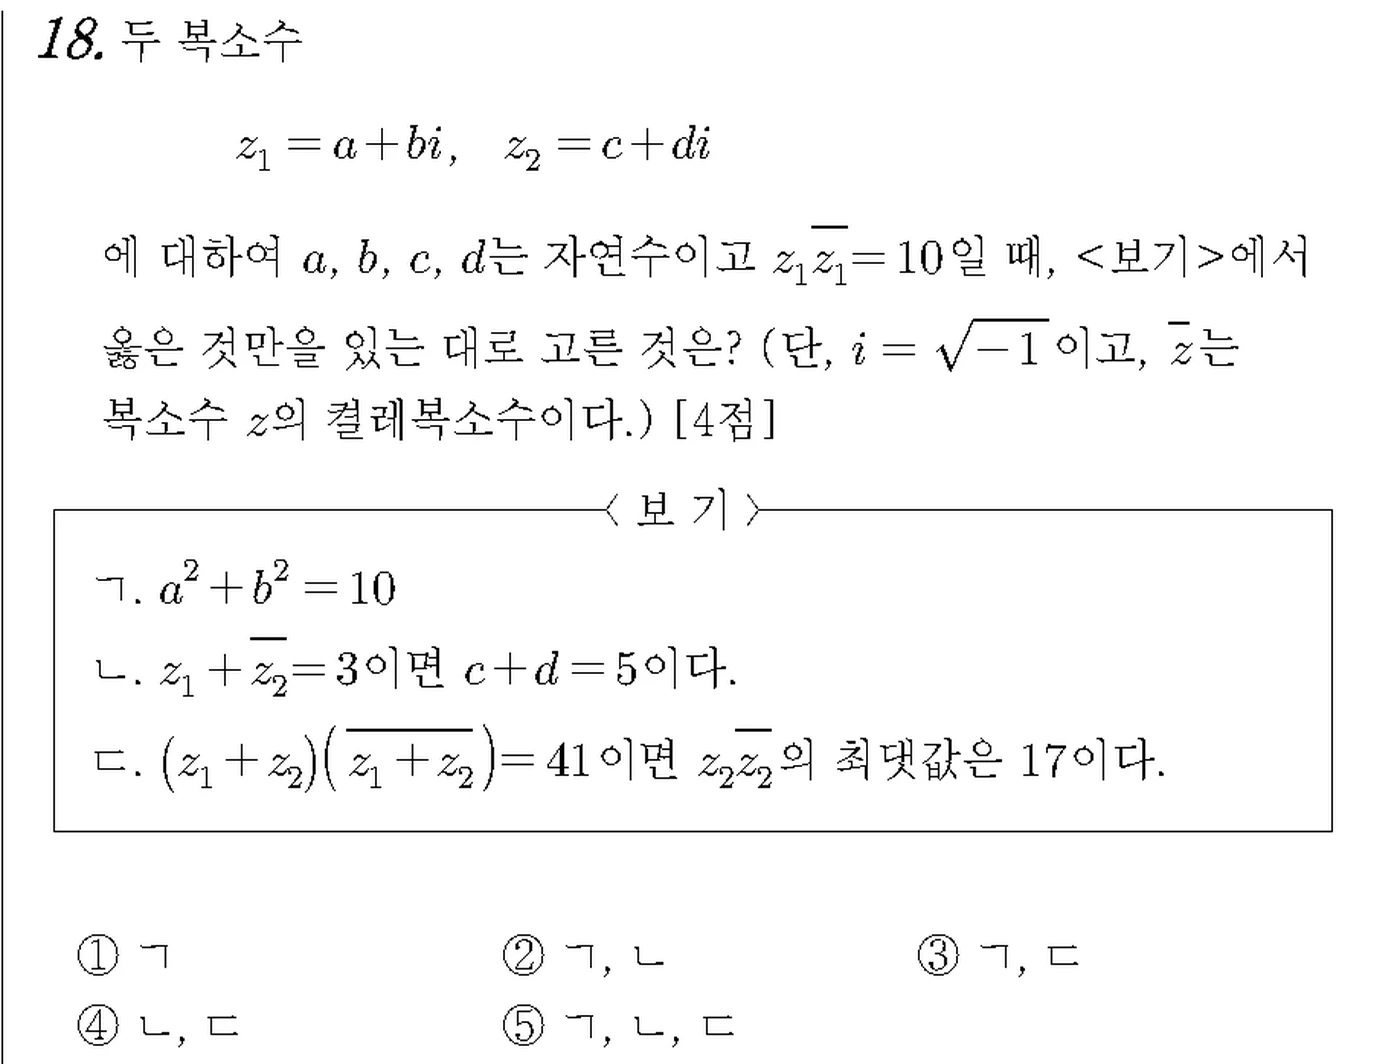 18. 두 복소수
z₁ = a+bi, z₂ = c+di
에 대하여 a, b, c, d는 자연수이고 z₁z̅₁ = 10일 때, <보기>에서
옳은 것만을 있는 대로 고른 것은? (단, i = √−1 이고, z̅는
복소수 z의 켤레복소수이다.) [4점]
〈 보 기 〉
ㄱ. a² + b² = 10
ㄴ. z₁ + z̅₂ = 3이면 c+d = 5이다.
ㄷ. (z₁ + z₂)(\overline{z₁ + z₂}) = 41이면 z₂z̅₂의 최댓값은 17이다.
① ㄱ ② ㄱ, ㄴ ③ ㄱ, ㄷ
④ ㄴ, ㄷ ⑤ ㄱ, ㄴ, ㄷ